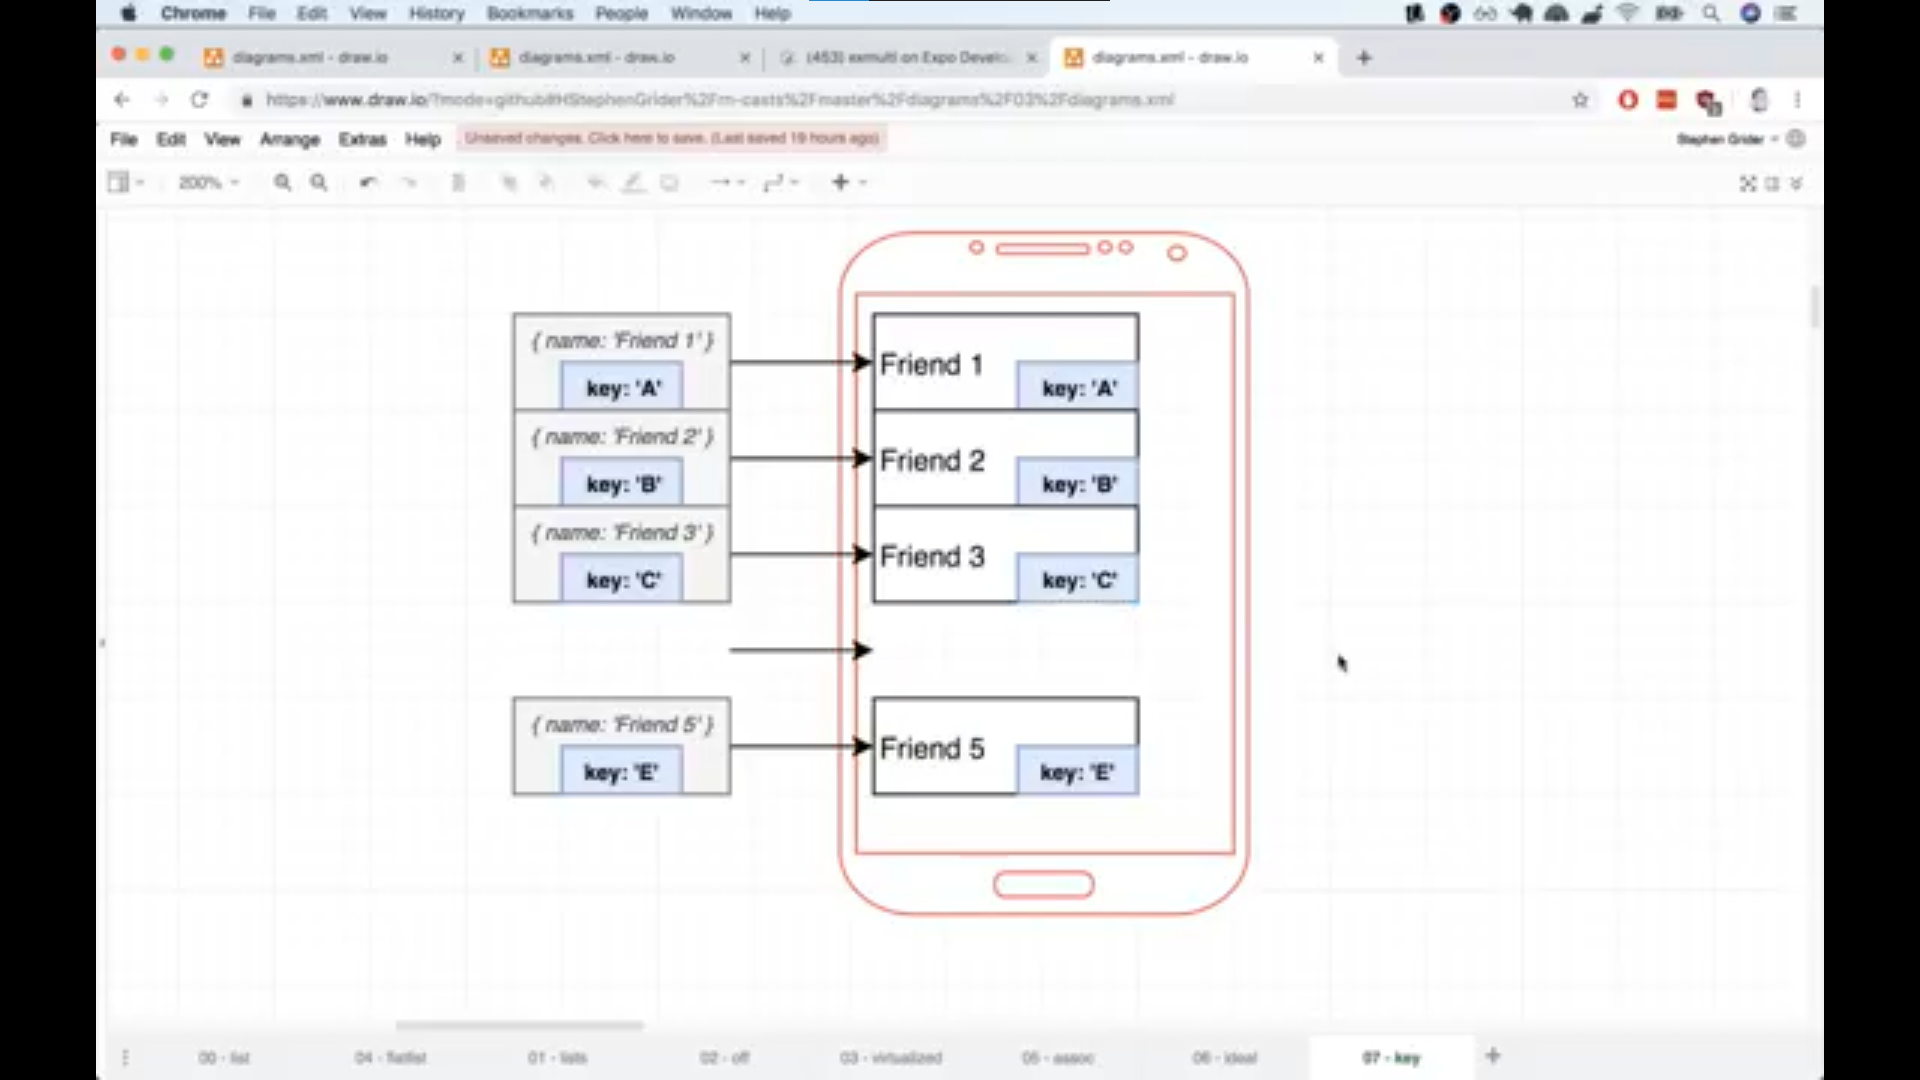 Chrome File Edit View History Bookmarks People Window Help
diagrams.xml - draw.io
diagrams.xml - draw.io
(453) exmulti on Expo Develo
diagrams.xml - draw.io
https://www.draw.io/?mode=github#HStephenGrider%2Frn-casts%2Fmaster%2Fdiagrams%2F03%2Fdiagrams.xml
File Edit View Arrange Extras Help Unsaved changes. Click here to save. (Last saved 19 hours ago) Stephen Grider
200%
{ name: 'Friend 1' }
key: 'A'
Friend 1
key: 'A'
{ name: 'Friend 2' }
key: 'B'
Friend 2
key: 'B'
{ name: 'Friend 3' }
key: 'C'
Friend 3
key: 'C'
{ name: 'Friend 5' }
key: 'E'
Friend 5
key: 'E'
00 - list 04 - flatlist 01 - lists 02 - off 03 - virtualized 05 - assoc 06 - ideal 07 - key